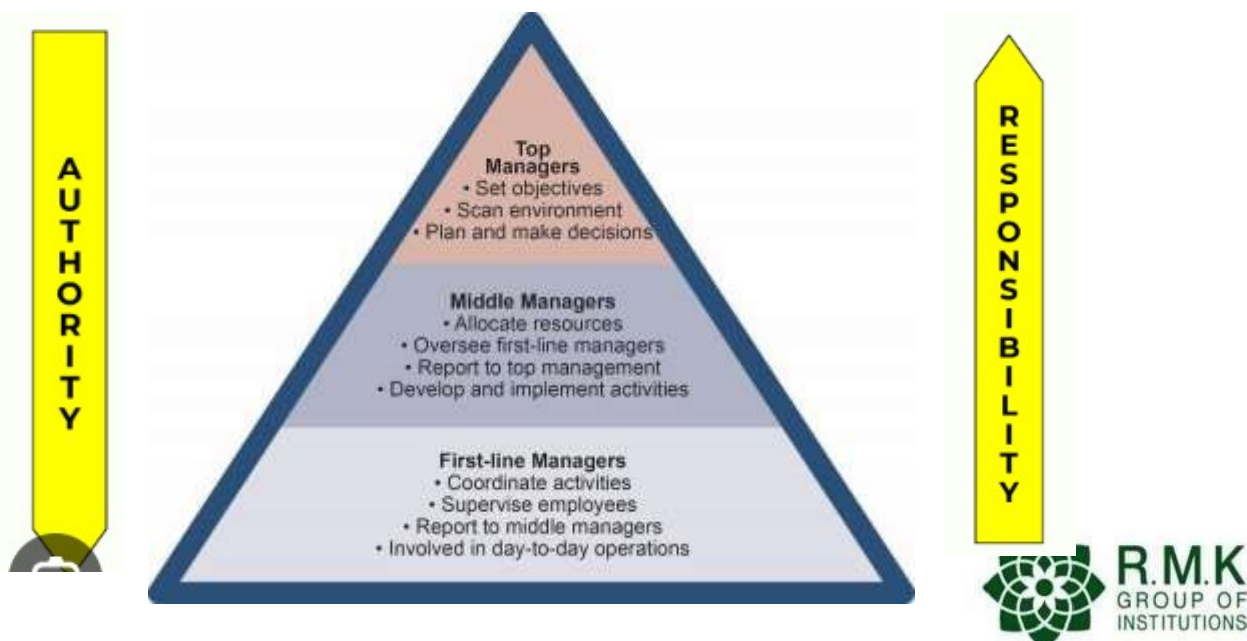 AUTHORITY
Top
Managers
• Set objectives
• Scan environment
• Plan and make decisions
Middle Managers
• Allocate resources
• Oversee first-line managers
• Report to top management
• Develop and implement activities
First-line Managers
• Coordinate activities
• Supervise employees
• Report to middle managers
• Involved in day-to-day operations
RESPONSIBILITY
R.M.K
GROUP OF
INSTITUTIONS